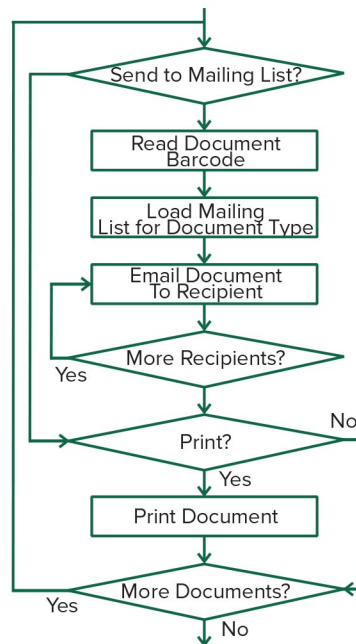 Send to Mailing List?
Read Document
Barcode
Load Mailing
List for Document Type
Email Document
To Recipient
More Recipients?
Yes
No
Print?
Yes
Print Document
More Documents?
Yes
No